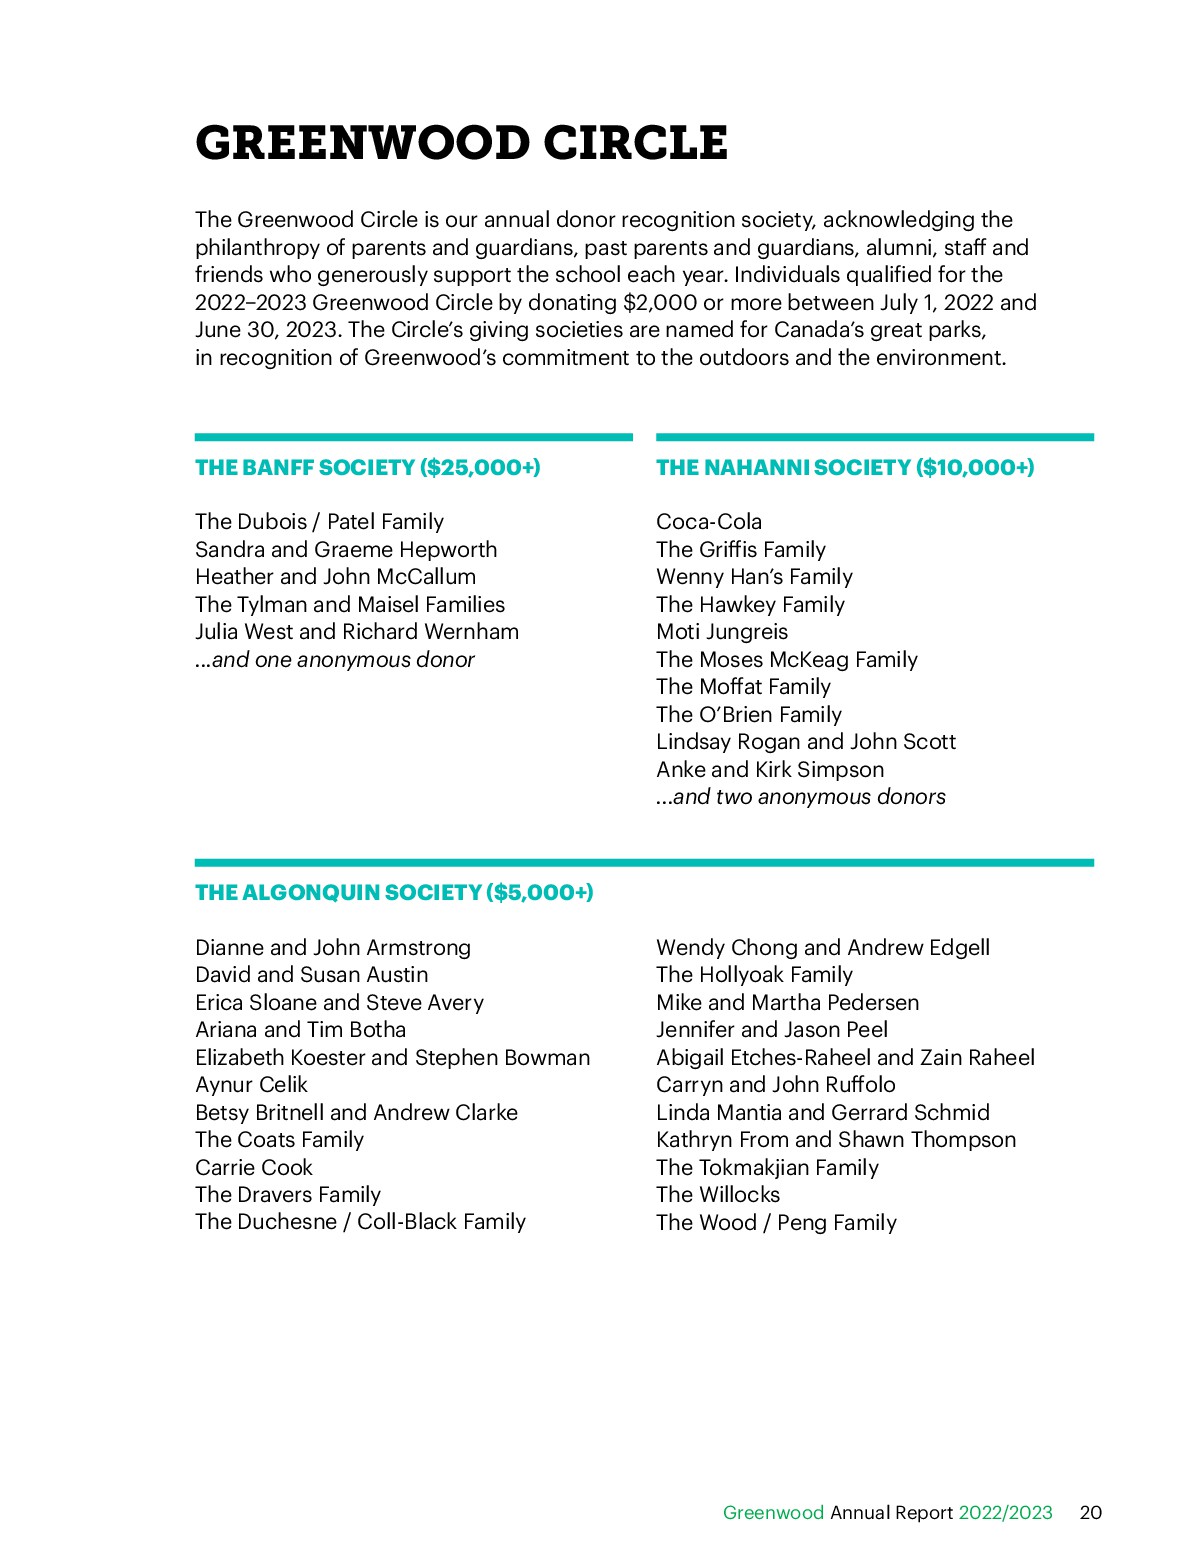 GREENWOOD CIRCLE
The Greenwood Circle is our annual donor recognition society, acknowledging the
philanthropy of parents and guardians, past parents and guardians, alumni, staff and
friends who generously support the school each year. Individuals qualified for the
2022–2023 Greenwood Circle by donating $2,000 or more between July 1, 2022 and
June 30, 2023. The Circle’s giving societies are named for Canada’s great parks,
in recognition of Greenwood’s commitment to the outdoors and the environment.
THE BANFF SOCIETY ($25,000+)
The Dubois / Patel Family
Sandra and Graeme Hepworth
Heather and John McCallum
The Tylman and Maisel Families
Julia West and Richard Wernham
...and one anonymous donor
THE NAHANNI SOCIETY ($10,000+)
Coca-Cola
The Griffis Family
Wenny Han’s Family
The Hawkey Family
Moti Jungreis
The Moses McKeag Family
The Moffat Family
The O’Brien Family
Lindsay Rogan and John Scott
Anke and Kirk Simpson
...and two anonymous donors
THE ALGONQUIN SOCIETY ($5,000+)
Dianne and John Armstrong
David and Susan Austin
Erica Sloane and Steve Avery
Ariana and Tim Botha
Elizabeth Koester and Stephen Bowman
Aynur Celik
Betsy Britnell and Andrew Clarke
The Coats Family
Carrie Cook
The Dravers Family
The Duchesne / Coll-Black Family
Wendy Chong and Andrew Edgell
The Hollyoak Family
Mike and Martha Pedersen
Jennifer and Jason Peel
Abigail Etches-Raheel and Zain Raheel
Carryn and John Ruffolo
Linda Mantia and Gerrard Schmid
Kathryn From and Shawn Thompson
The Tokmakjian Family
The Willocks
The Wood / Peng Family
Greenwood Annual Report 2022/2023 20